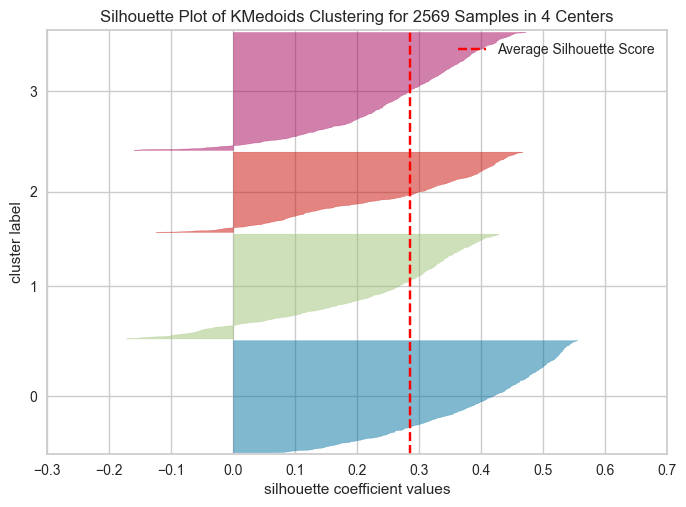 Silhouette Plot of KMedoids Clustering for 2569 Samples in 4 Centers
Average Silhouette Score
cluster label
3
2
1
0
−0.3 −0.2 −0.1 0.0 0.1 0.2 0.3 0.4 0.5 0.6 0.7
silhouette coefficient values